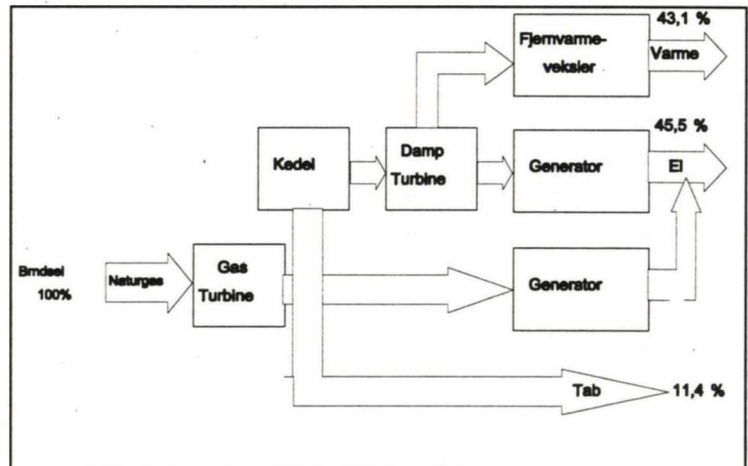 43,1 %
Fjernvarme-
veksler
Varme
45,5 %
Kedel
Damp
Turbine
Generator
El
Brndsel
100%
Naturgas
Gas
Turbine
Generator
Tab
11,4 %